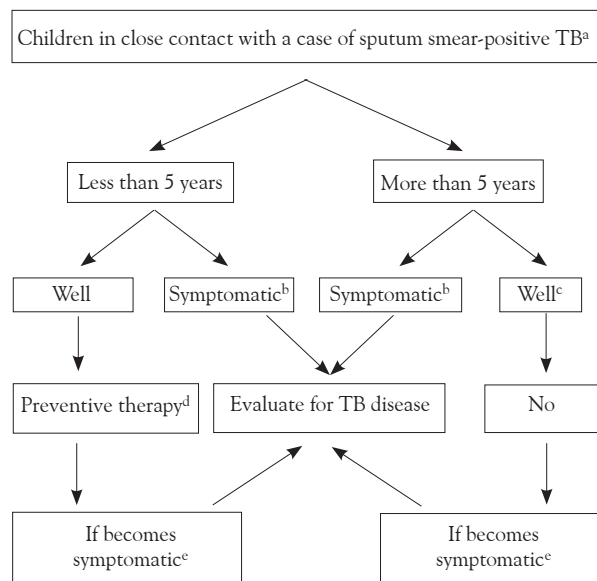 Children in close contact with a case of sputum smear-positive TBᵃ
Less than 5 years
More than 5 years
Well
Symptomaticᵇ
Symptomaticᵇ
Wellᶜ
Preventive therapyᵈ
Evaluate for TB disease
No
If becomes
symptomaticᵉ
If becomes
symptomaticᵉ